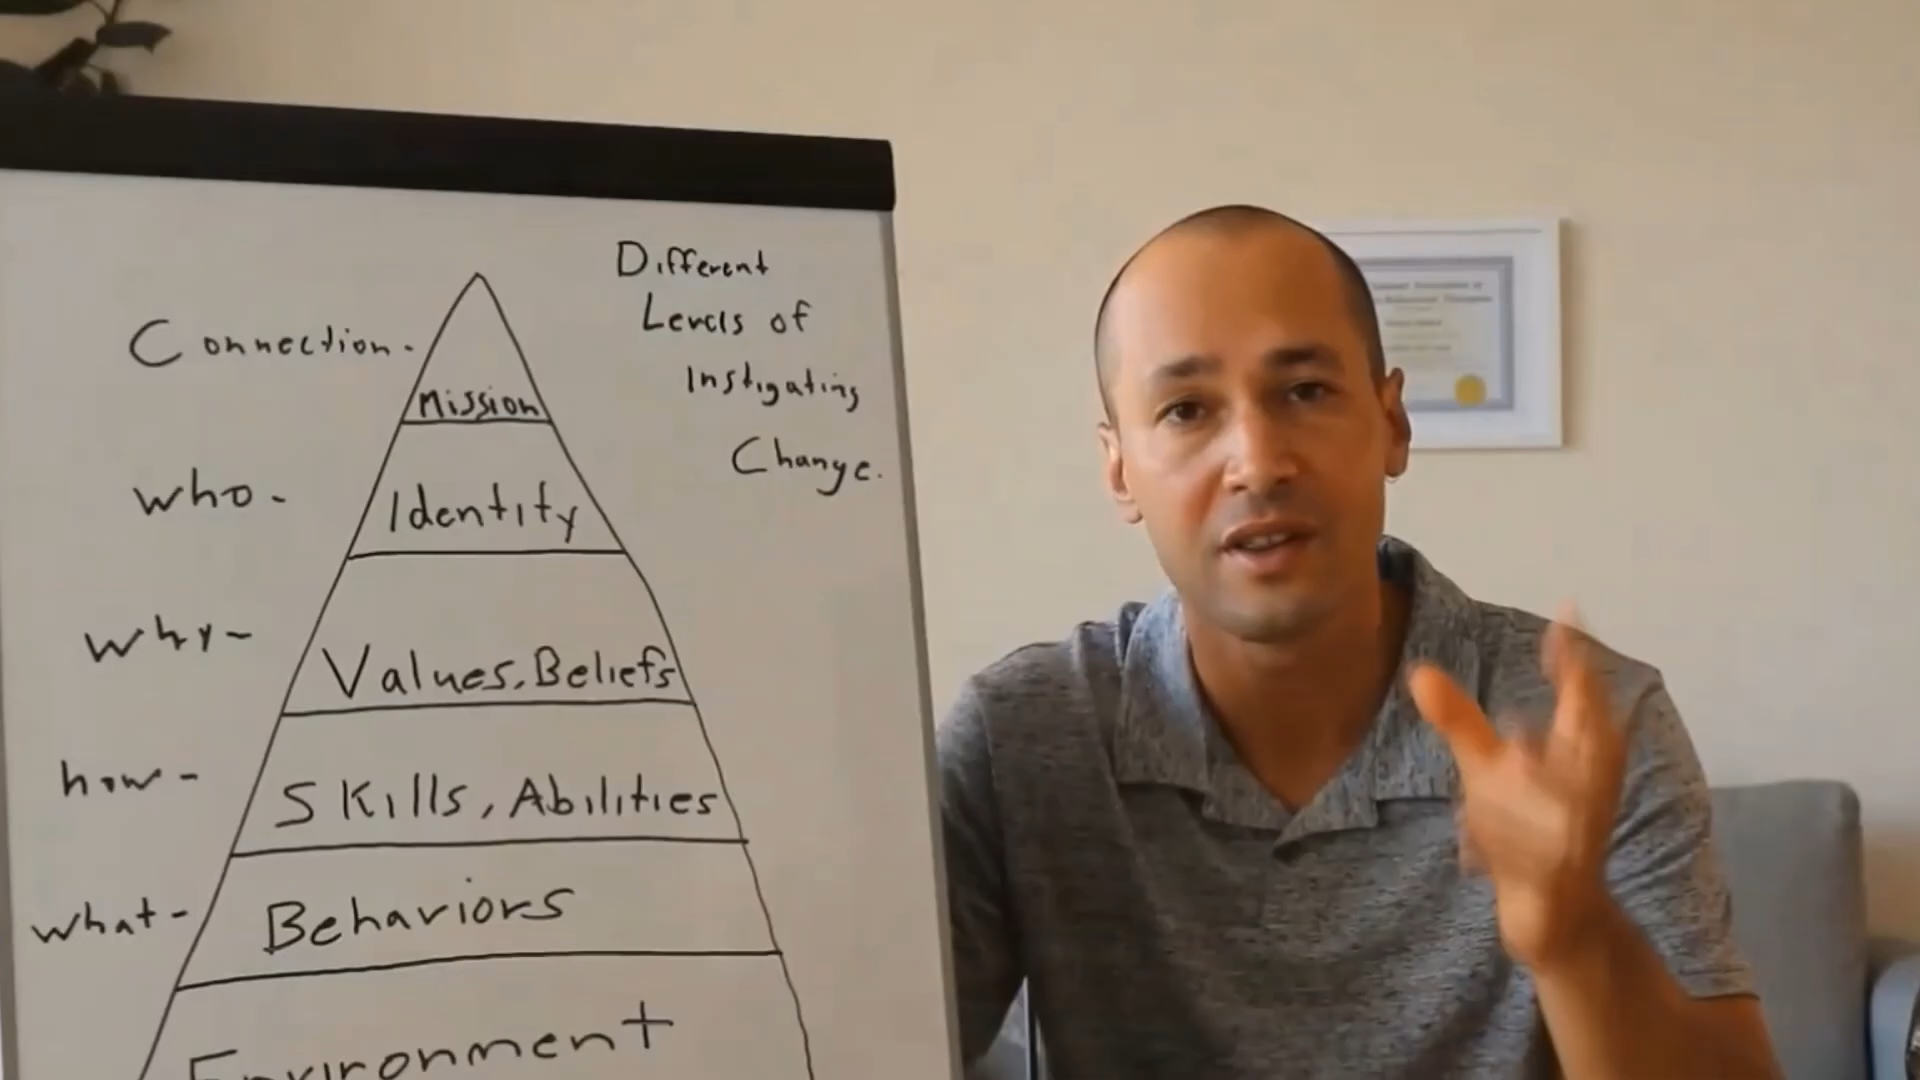 Different
Levels of
Instigating
Change.
Connection-
Mission
who-
Identity
why-
Values, Beliefs
how-
Skills, Abilities
what-
Behaviors
Environment